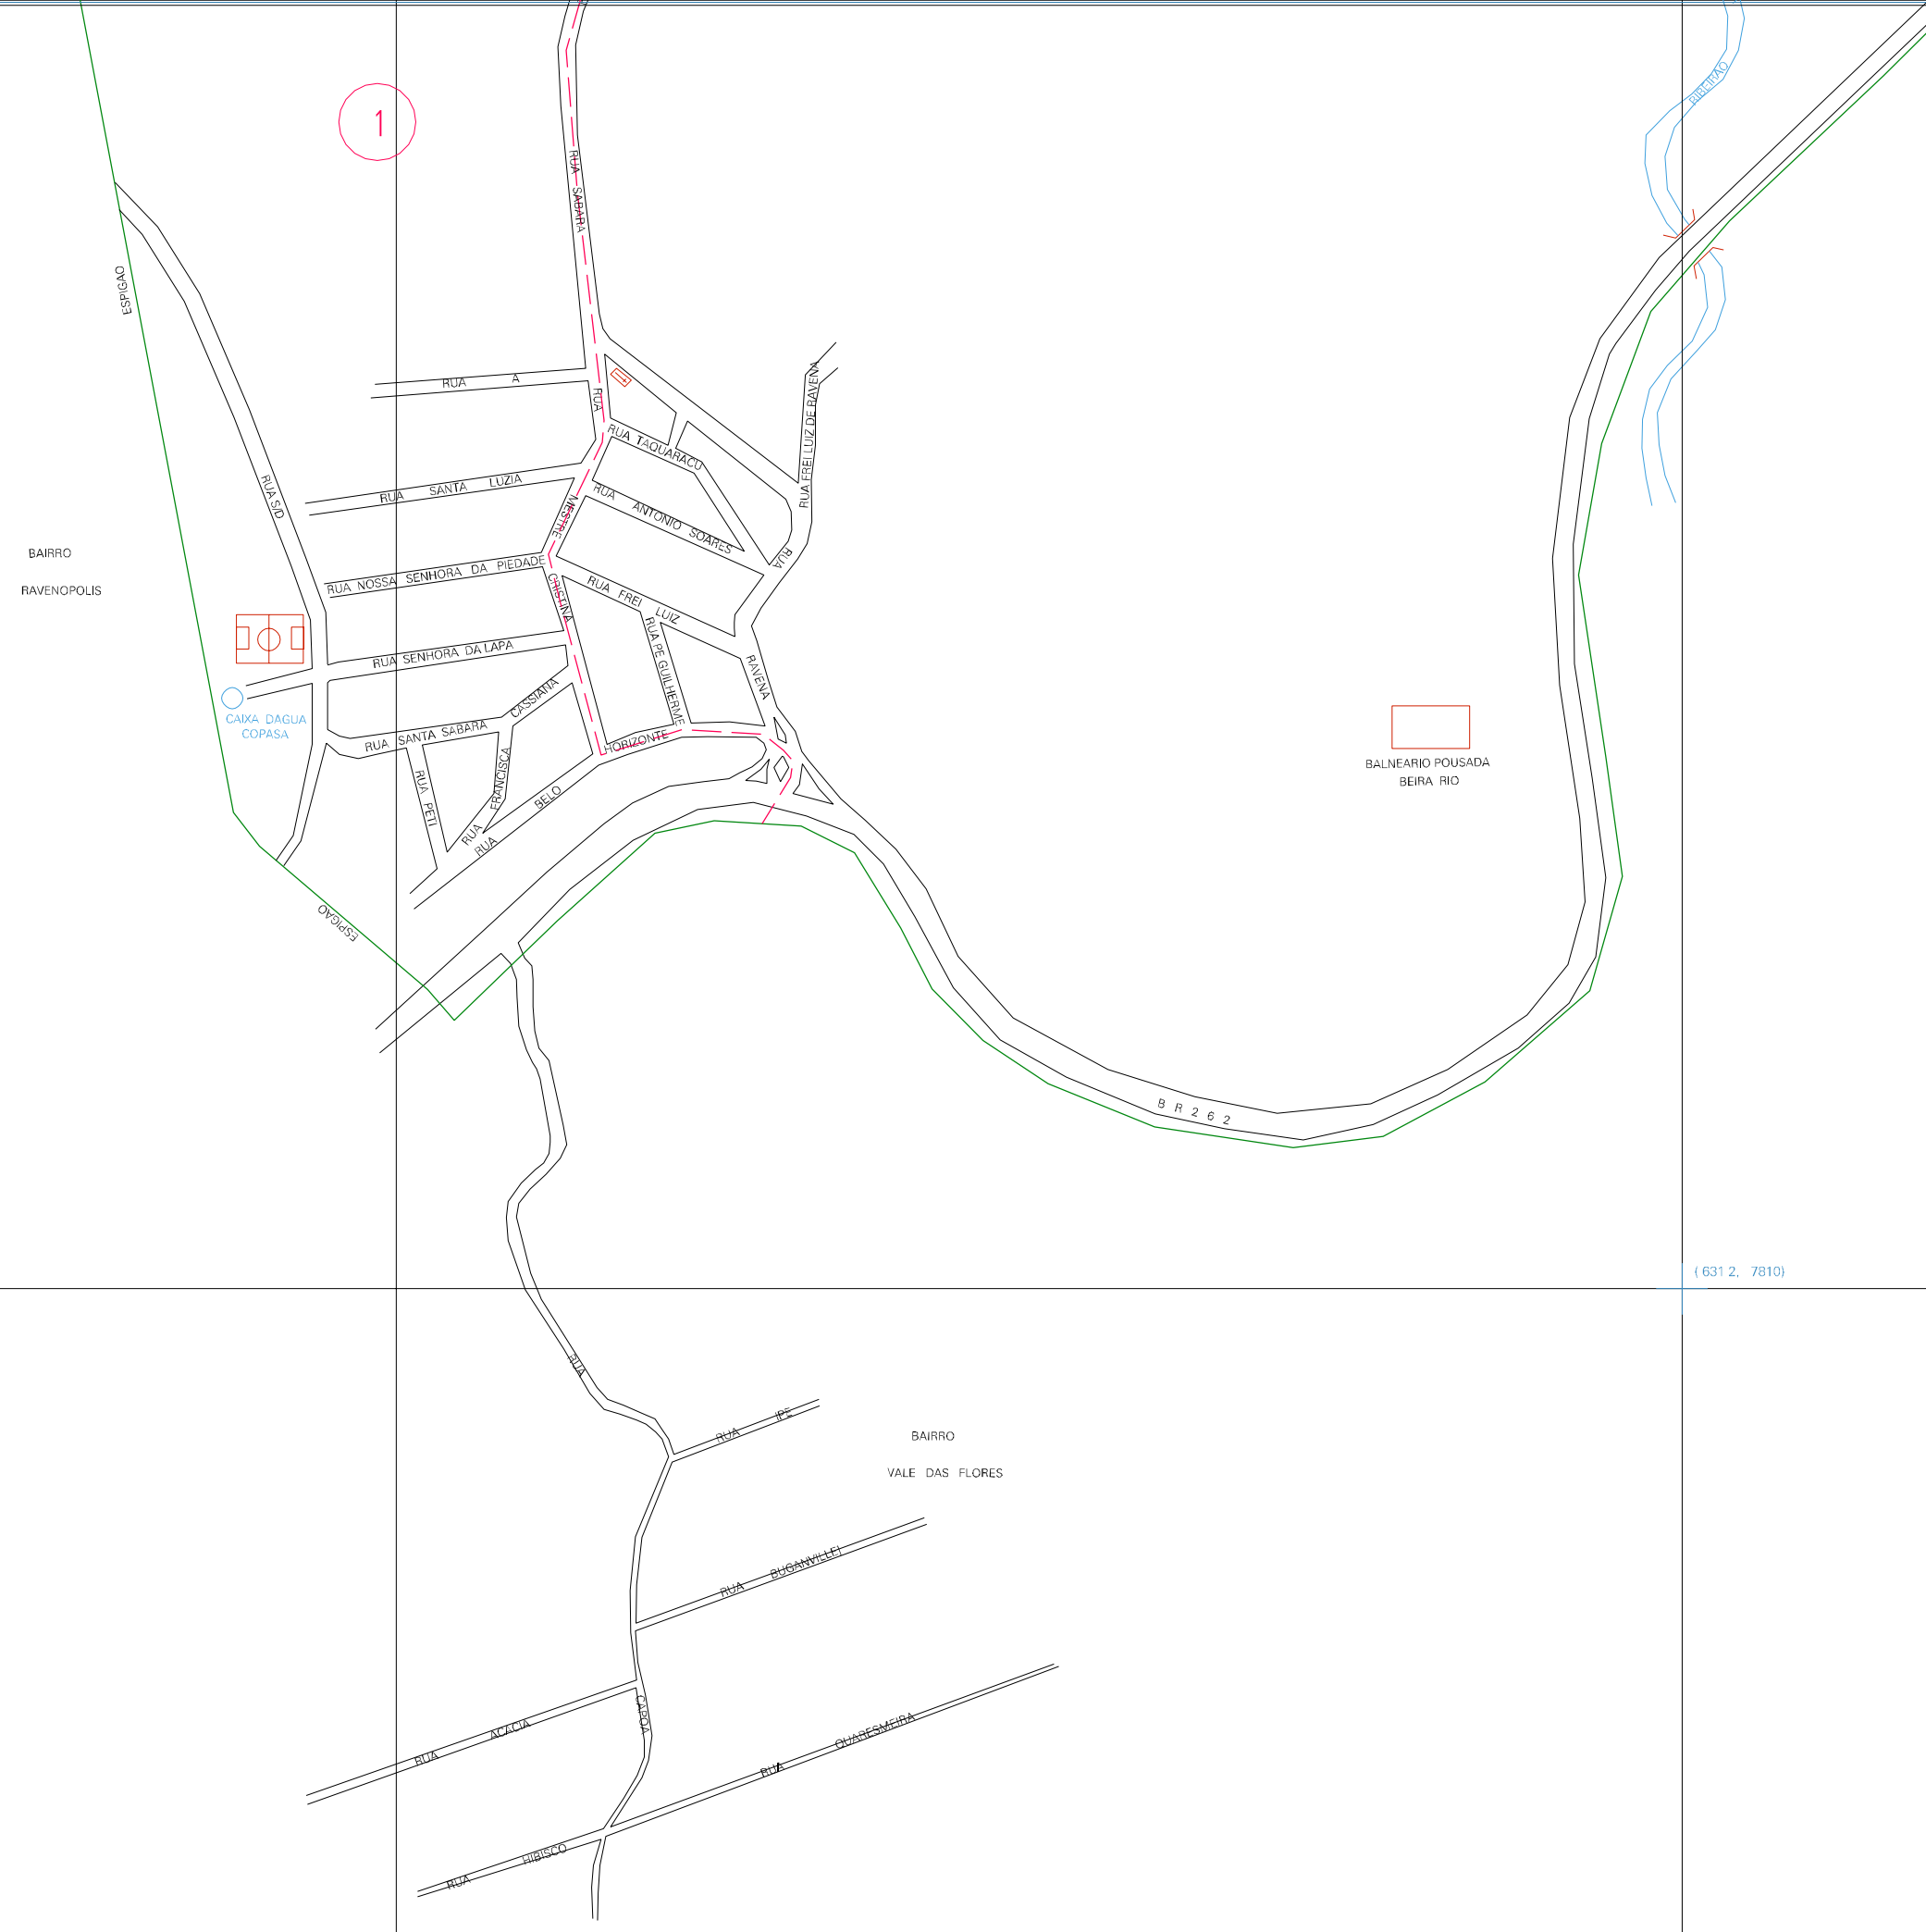 RIBEIRAO
1
RUA SABARA
ESPIGAO
RUA A
RUA FREI LUIZ DE RAVENA
RUA MESTRE CRISTINA
RUA TAQUARACU
RUA S/D
RUA SANTA LUZIA
RUA ANTONIO SOARES
BAIRRO
RAVENOPOLIS
RUA NOSSA SENHORA DA PIEDADE
RUA RAVENA
RUA FREI LUIZ
RUA PE GUILHERME
RUA SENHORA DA LAPA
CAIXA DAGUA
COPASA
RUA SANTA SABARA
RUA FRANCISCA CASSIANA
RUA PETI
RUA BELO HORIZONTE
BALNEARIO POUSADA
BEIRA RIO
ESPIGAO
BR262
( 631 2, 7810)
RUA CAPOA
RUA IPE
BAIRRO
VALE DAS FLORES
RUA BUGANVILLEI
RUA ACACIA
RUA QUARESMEIRA
RUA HIBISCO